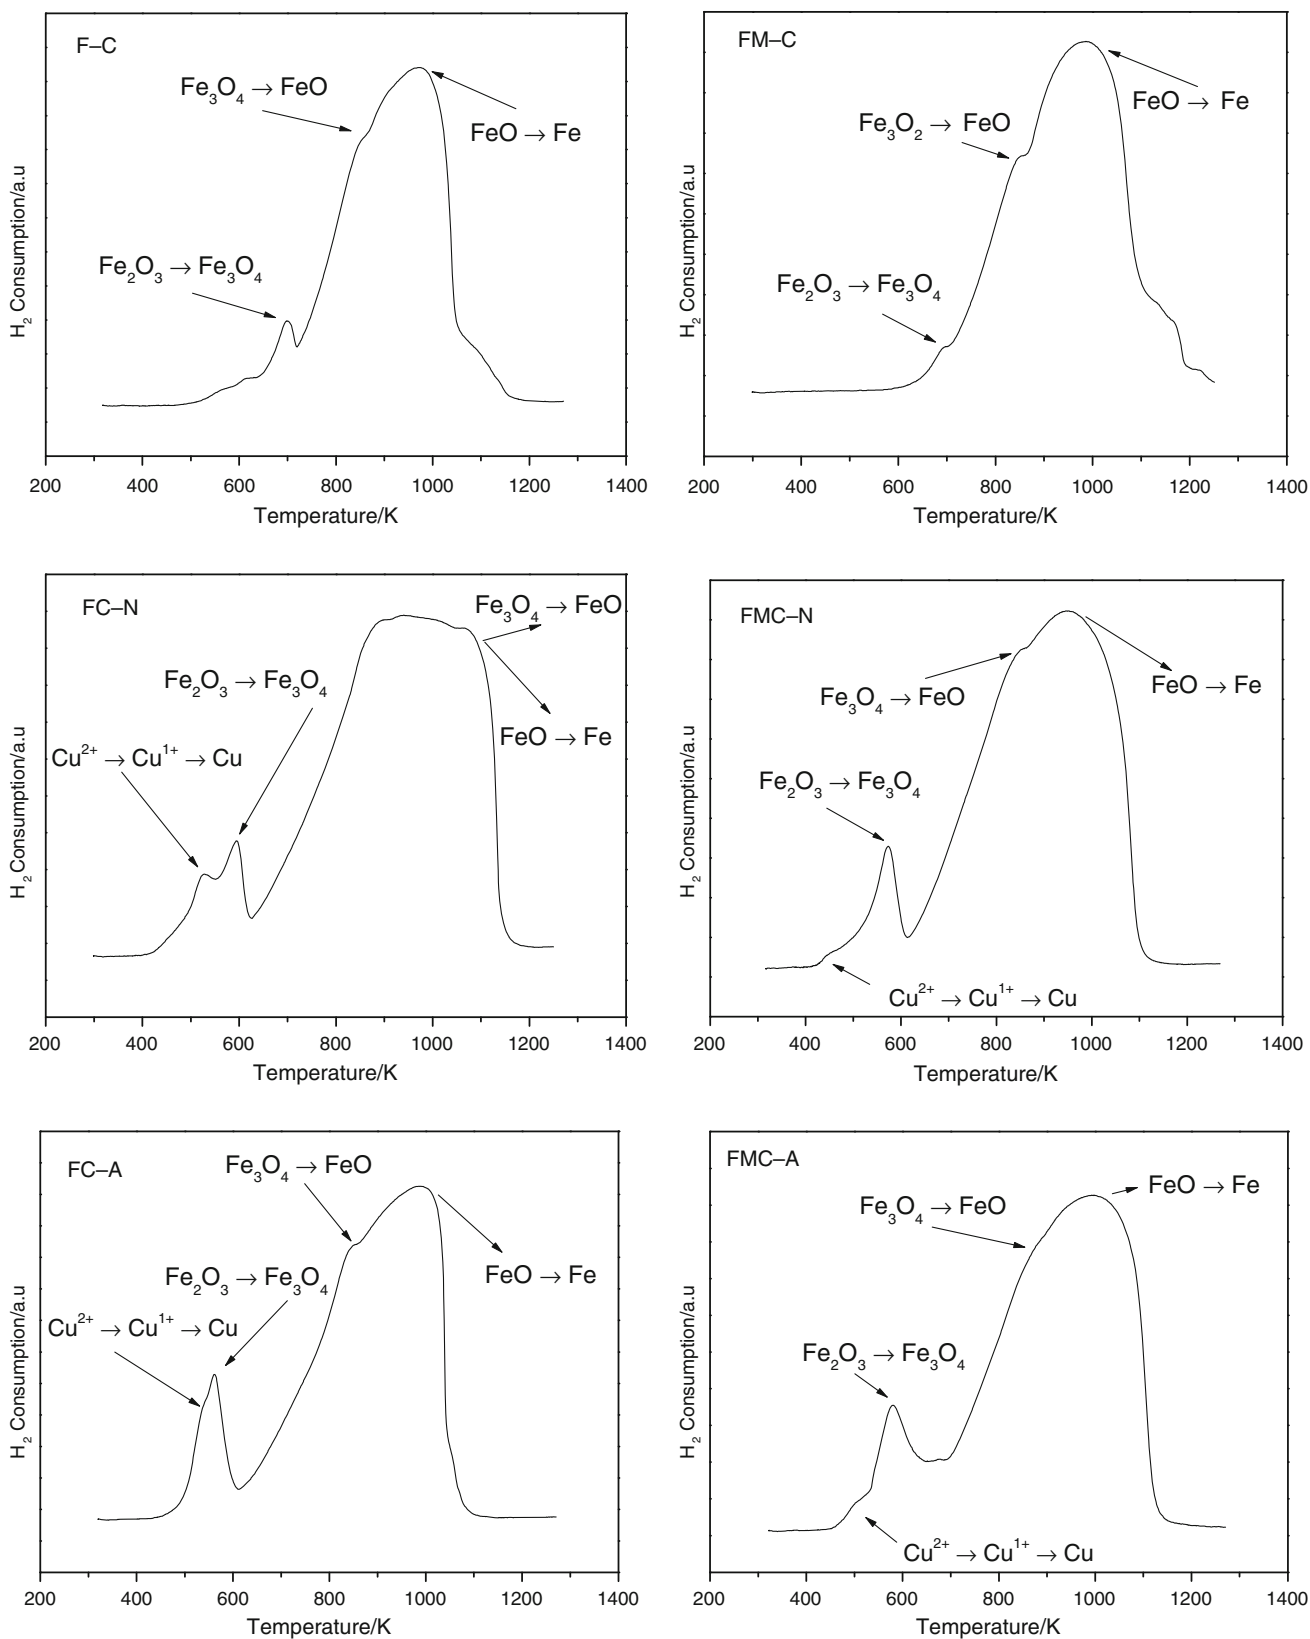 F–C
Fe₃O₄ → FeO
FeO → Fe
Fe₂O₃ → Fe₃O₄
H₂ Consumption/a.u
200 400 600 800 1000 1200 1400
Temperature/K
FM–C
FeO → Fe
Fe₃O₂ → FeO
Fe₂O₃ → Fe₃O₄
H₂ Consumption/a.u
200 400 600 800 1000 1200 1400
Temperature/K
FC–N
Fe₃O₄ → FeO
Fe₂O₃ → Fe₃O₄
FeO → Fe
Cu²⁺ → Cu¹⁺ → Cu
H₂ Consumption/a.u
200 400 600 800 1000 1200 1400
Temperature/K
FMC–N
FeO → Fe
Fe₃O₄ → FeO
Fe₂O₃ → Fe₃O₄
Cu²⁺ → Cu¹⁺ → Cu
H₂ Consumption/a.u
200 400 600 800 1000 1200 1400
Temperature/K
FC–A
Fe₃O₄ → FeO
FeO → Fe
Fe₂O₃ → Fe₃O₄
Cu²⁺ → Cu¹⁺ → Cu
H₂ Consumption/a.u
200 400 600 800 1000 1200 1400
Temperature/K
FMC–A
FeO → Fe
Fe₃O₄ → FeO
Fe₂O₃ → Fe₃O₄
Cu²⁺ → Cu¹⁺ → Cu
H₂ Consumption/a.u
200 400 600 800 1000 1200 1400
Temperature/K